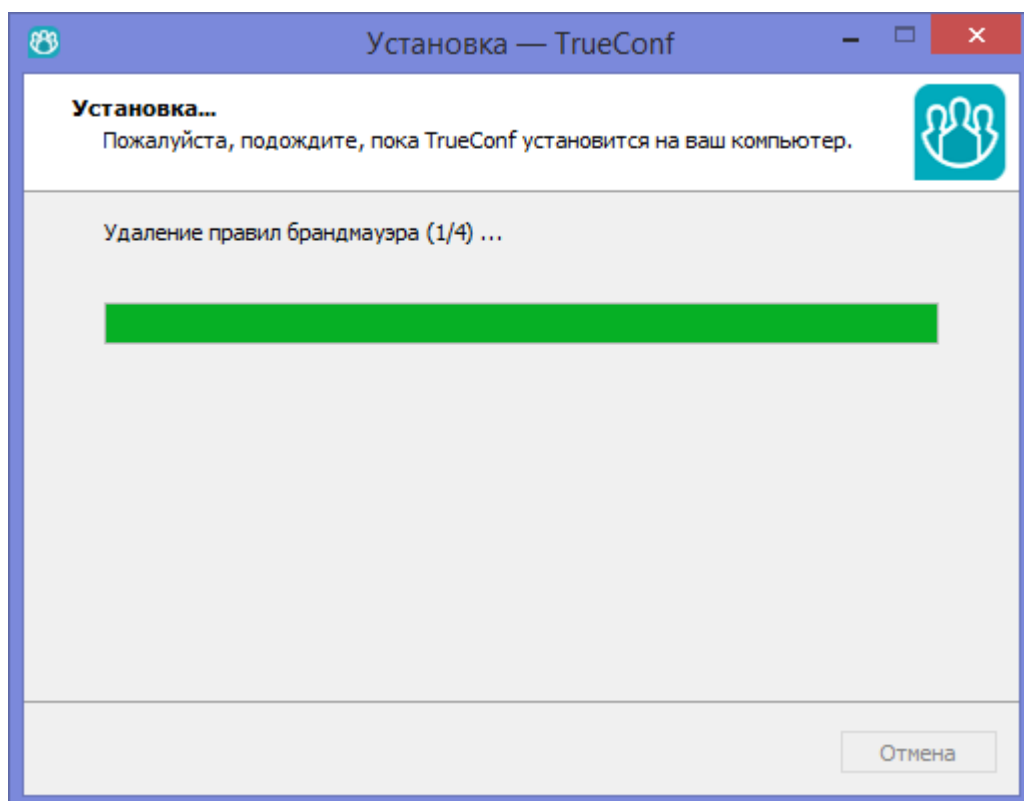 Установка — TrueConf
Установка...
Пожалуйста, подождите, пока TrueConf установится на ваш компьютер.
Удаление правил брандмауэра (1/4) ...
Отмена